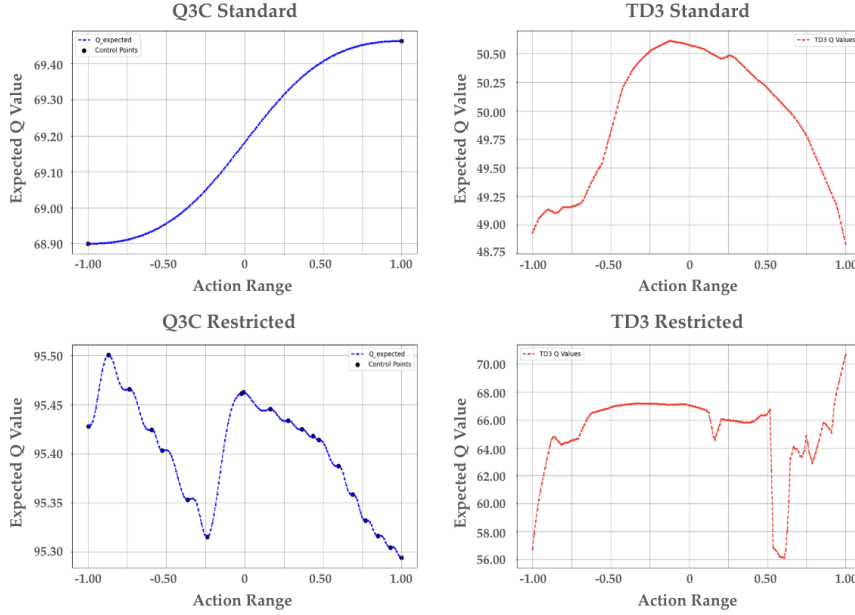 Q3C Standard
Q_expected
Control Points
Expected Q Value
69.40
69.30
69.20
69.10
69.00
68.90
-1.00 -0.50 0 0.50 1.00
Action Range
TD3 Standard
TD3 Q Values
Expected Q Value
50.50
50.25
50.00
49.75
49.50
49.25
49.00
48.75
-1.00 -0.50 0 0.50 1.00
Action Range
Q3C Restricted
Q_expected
Control Points
Expected Q Value
95.50
95.45
95.40
95.35
95.30
-1.00 -0.50 0 0.50 1.00
Action Range
TD3 Restricted
TD3 Q Values
Expected Q Value
70.00
68.00
66.00
64.00
62.00
60.00
58.00
56.00
-1.00 -0.50 0 0.50 1.00
Action Range